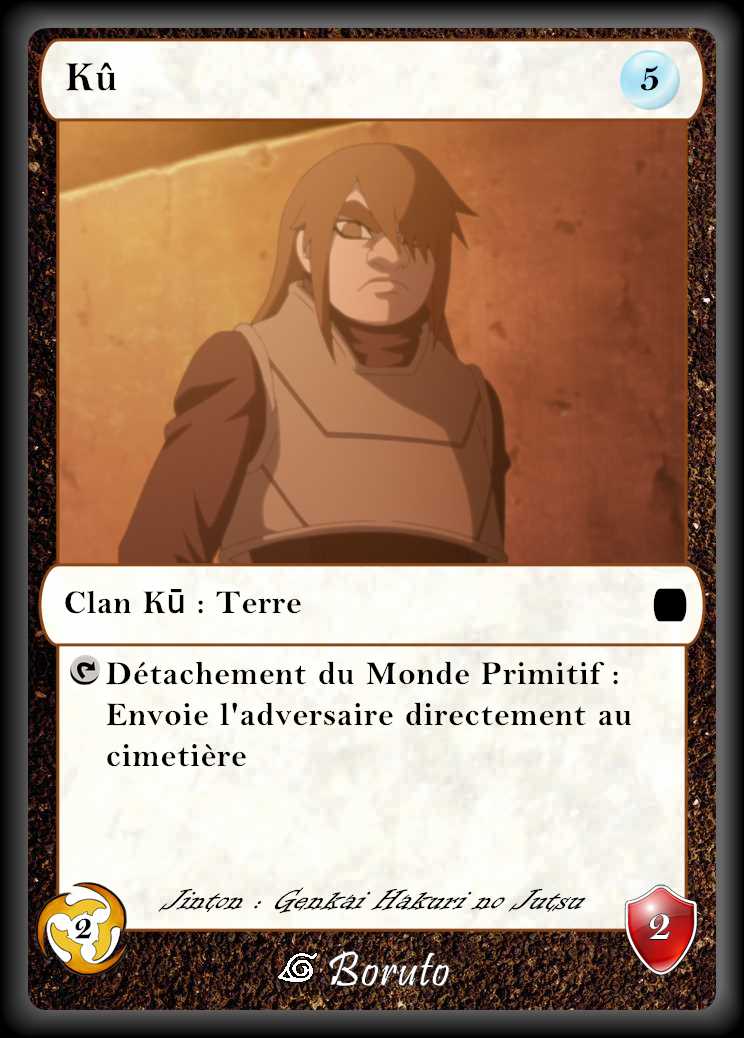 Kû
5
Clan Kū : Terre
Détachement du Monde Primitif :
Envoie l'adversaire directement au
cimetière
Jinton : Genkai Hakuri no Jutsu
2
2
Boruto